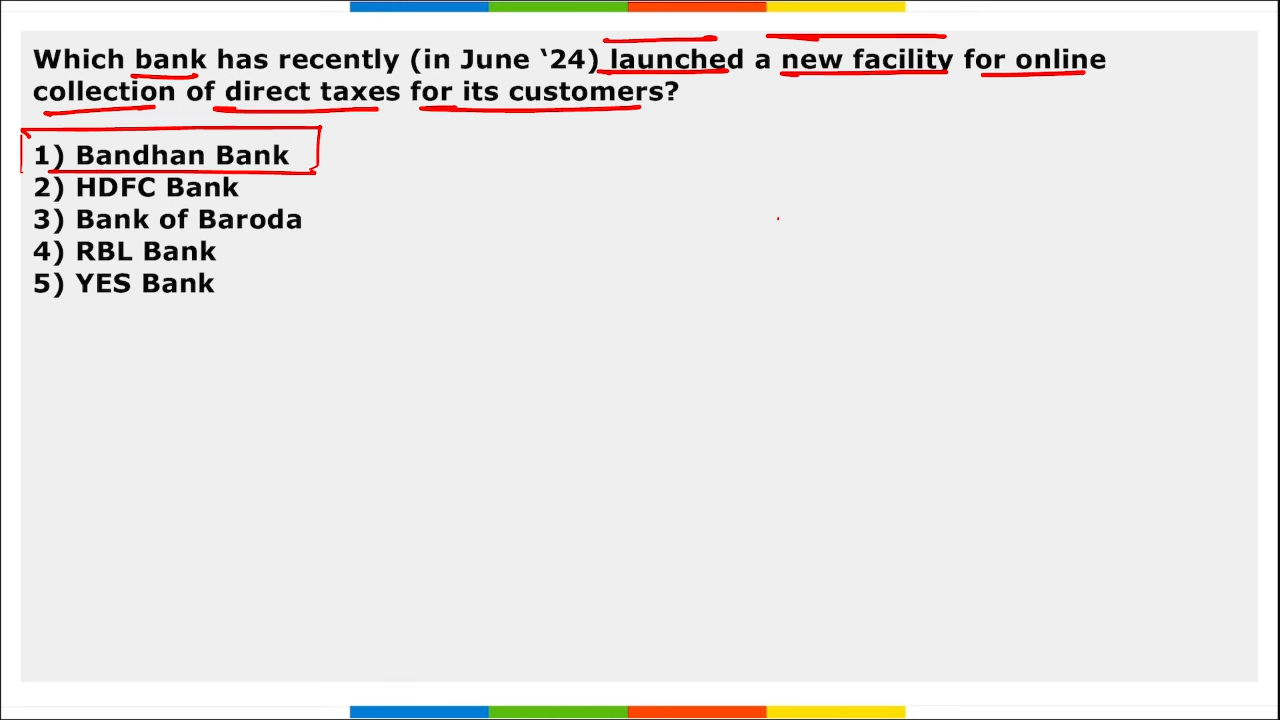 Which bank has recently (in June ‘24) launched a new facility for online
collection of direct taxes for its customers?
1) Bandhan Bank
2) HDFC Bank
3) Bank of Baroda
4) RBL Bank
5) YES Bank